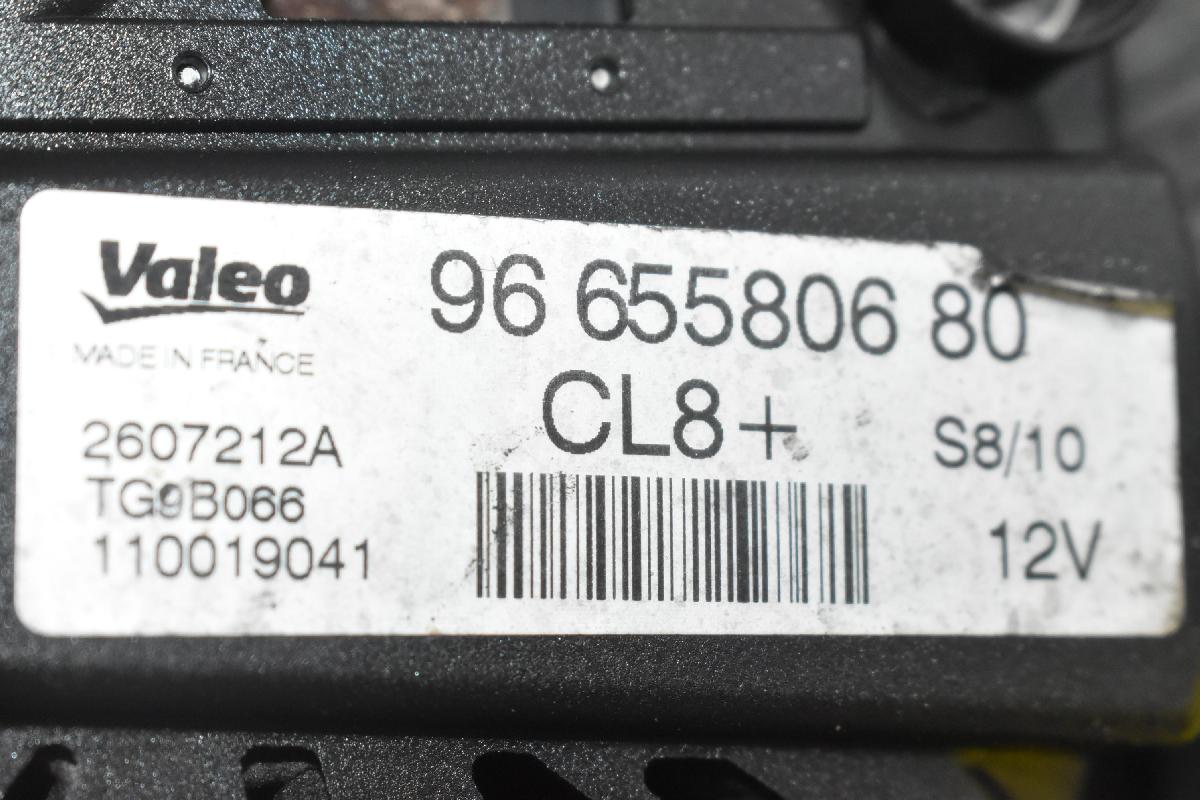 Valeo
MADE IN FRANCE
96 655806 80
CL8+
2607212A
TG9B066
110019041
S8/10
12V